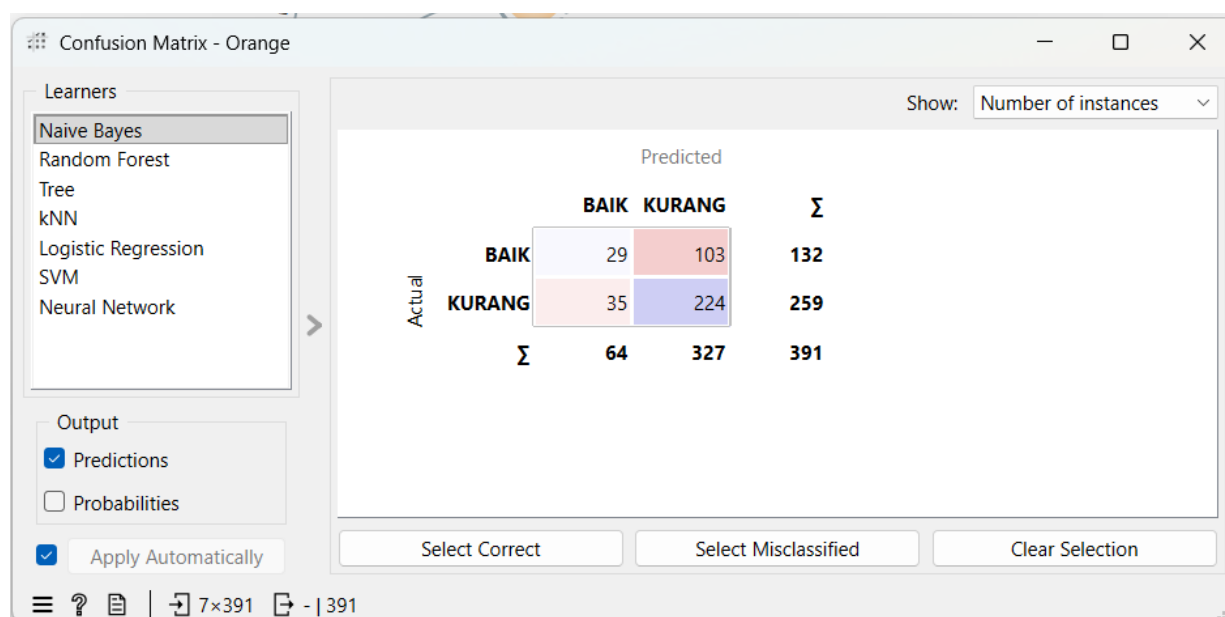 Confusion Matrix - Orange
Learners
Naive Bayes
Random Forest
Tree
kNN
Logistic Regression
SVM
Neural Network
Output
Predictions
Probabilities
Apply Automatically
Show: Number of instances
Predicted
BAIK KURANG Σ
Actual
BAIK 29 103 132
KURANG 35 224 259
Σ 64 327 391
Select Correct Select Misclassified Clear Selection
? 7×391 - | 391